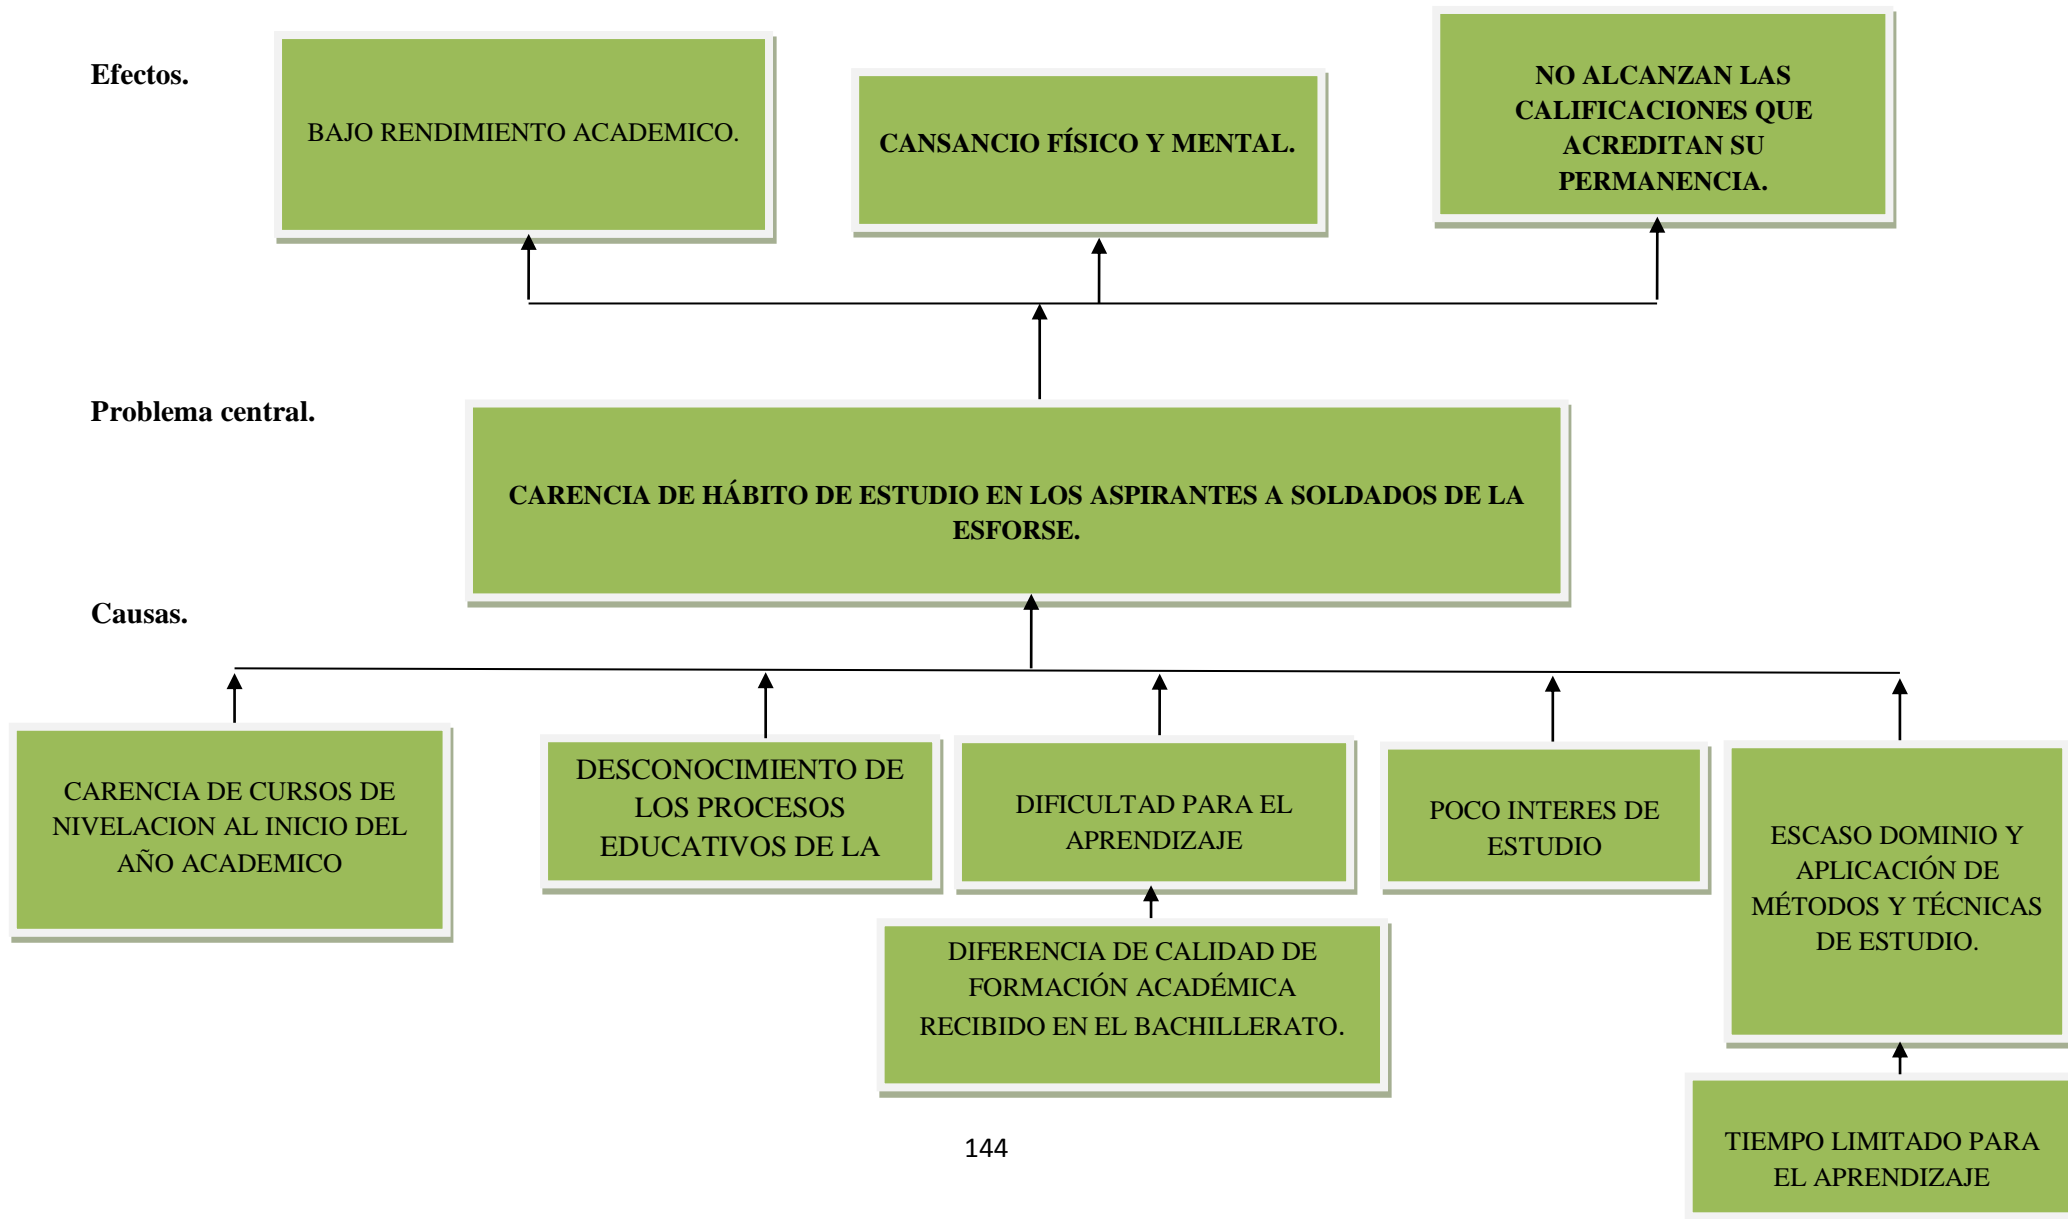 Efectos.
BAJO RENDIMIENTO ACADEMICO.
CANSANCIO FÍSICO Y MENTAL.
NO ALCANZAN LAS
CALIFICACIONES QUE
ACREDITAN SU
PERMANENCIA.
Problema central.
CARENCIA DE HÁBITO DE ESTUDIO EN LOS ASPIRANTES A SOLDADOS DE LA
ESFORSE.
Causas.
CARENCIA DE CURSOS DE
NIVELACION AL INICIO DEL
AÑO ACADEMICO
DESCONOCIMIENTO DE
LOS PROCESOS
EDUCATIVOS DE LA
DIFICULTAD PARA EL
APRENDIZAJE
POCO INTERES DE
ESTUDIO
ESCASO DOMINIO Y
APLICACIÓN DE
MÉTODOS Y TÉCNICAS
DE ESTUDIO.
DIFERENCIA DE CALIDAD DE
FORMACIÓN ACADÉMICA
RECIBIDO EN EL BACHILLERATO.
TIEMPO LIMITADO PARA
EL APRENDIZAJE
144